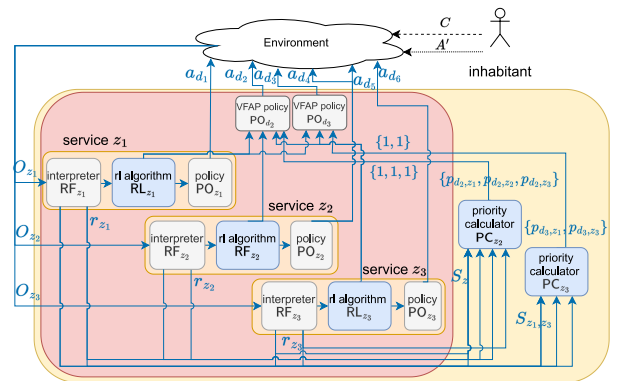 C
Environment
A′
inhabitant
a_{d_1} a_{d_2} a_{d_3} a_{d_4} a_{d_5} a_{d_6}
VFAP policy
PO_{d_2}
VFAP policy
PO_{d_3}
service z_1
{1, 1}
O_{z_1}
interpreter
RF_{z_1}
rl algorithm
RL_{z_1}
policy
PO_{z_1}
{1, 1, 1}
{p_{d_2,z_1}, p_{d_2,z_2}, p_{d_2,z_3}}
r_{z_1}
service z_2
{p_{d_3,z_1}, p_{d_3,z_3}}
O_{z_2}
interpreter
RF_{z_2}
rl algorithm
RF_{z_2}
policy
PO_{z_2}
priority
calculator
PC_{z_2}
r_{z_2}
service z_3
S_z
priority
calculator
PC_{z_3}
O_{z_3}
interpreter
RF_{z_3}
rl algorithm
RL_{z_3}
policy
PO_{z_3}
S_{z_1,z_3}
r_{z_3}